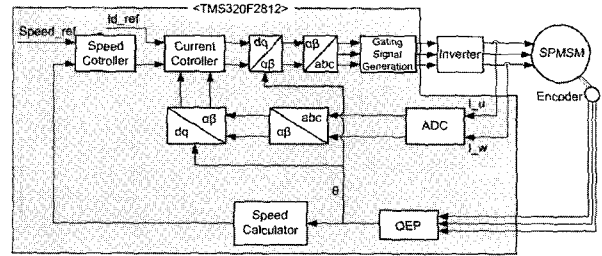 <TMS320F2812>
Id_ref
Speed_ref
Speed
Cotroller
Current
Cotroller
dq
αβ
αβ
abc
Gating
Signal
Generation
Inverter
SPMSM
Encoder
I_u
αβ
dq
abc
αβ
ADC
I_w
θ
Speed
Calculator
QEP